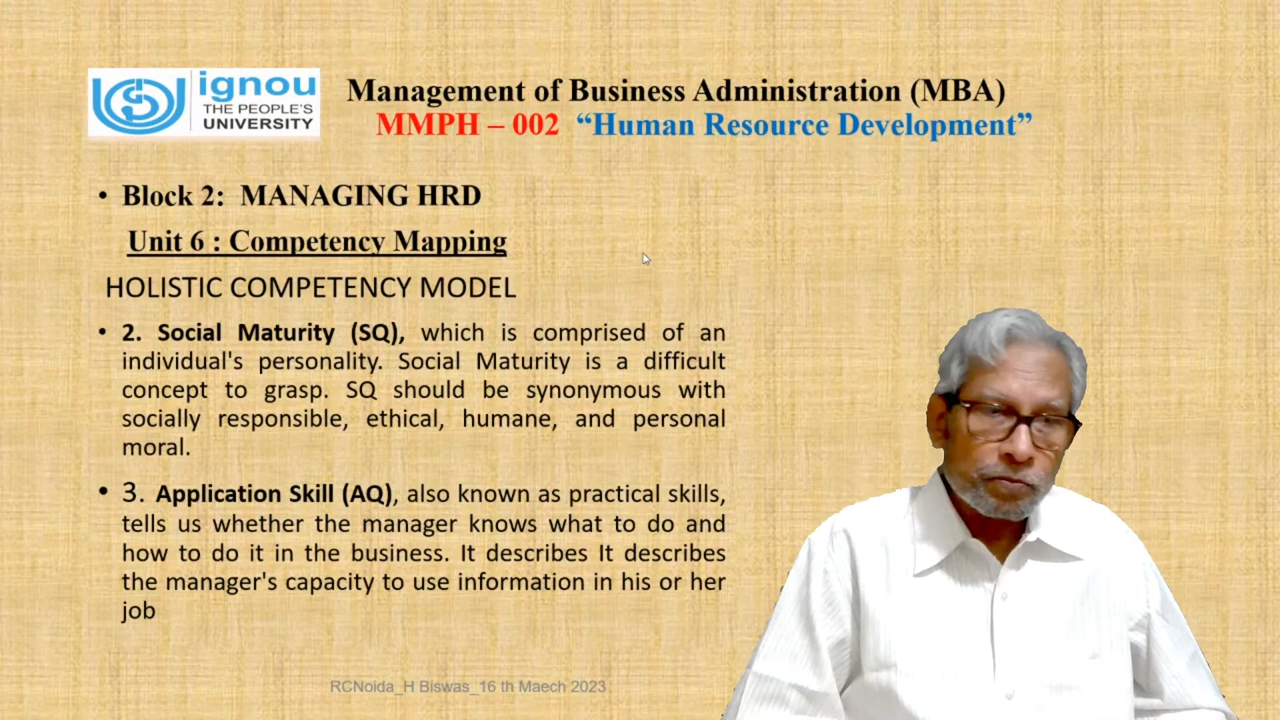 ignou
THE PEOPLE'S
UNIVERSITY
Management of Business Administration (MBA)
MMPH – 002 “Human Resource Development”
• Block 2: MANAGING HRD
Unit 6 : Competency Mapping
HOLISTIC COMPETENCY MODEL
• 2. Social Maturity (SQ), which is comprised of an
individual's personality. Social Maturity is a difficult
concept to grasp. SQ should be synonymous with
socially responsible, ethical, humane, and personal
moral.
• 3. Application Skill (AQ), also known as practical skills,
tells us whether the manager knows what to do and
how to do it in the business. It describes It describes
the manager's capacity to use information in his or her
job
RCNoida_H Biswas_16 th Maech 2023